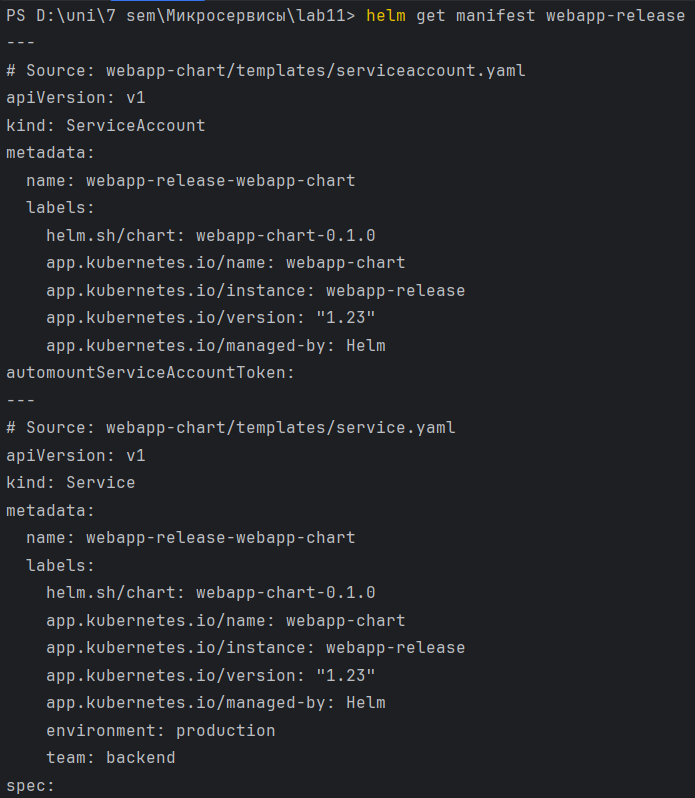 PS D:\uni\7 sem\Микросервисы\lab11> helm get manifest webapp-release
---
# Source: webapp-chart/templates/serviceaccount.yaml
apiVersion: v1
kind: ServiceAccount
metadata:
  name: webapp-release-webapp-chart
  labels:
    helm.sh/chart: webapp-chart-0.1.0
    app.kubernetes.io/name: webapp-chart
    app.kubernetes.io/instance: webapp-release
    app.kubernetes.io/version: "1.23"
    app.kubernetes.io/managed-by: Helm
automountServiceAccountToken:
---
# Source: webapp-chart/templates/service.yaml
apiVersion: v1
kind: Service
metadata:
  name: webapp-release-webapp-chart
  labels:
    helm.sh/chart: webapp-chart-0.1.0
    app.kubernetes.io/name: webapp-chart
    app.kubernetes.io/instance: webapp-release
    app.kubernetes.io/version: "1.23"
    app.kubernetes.io/managed-by: Helm
    environment: production
    team: backend
spec: